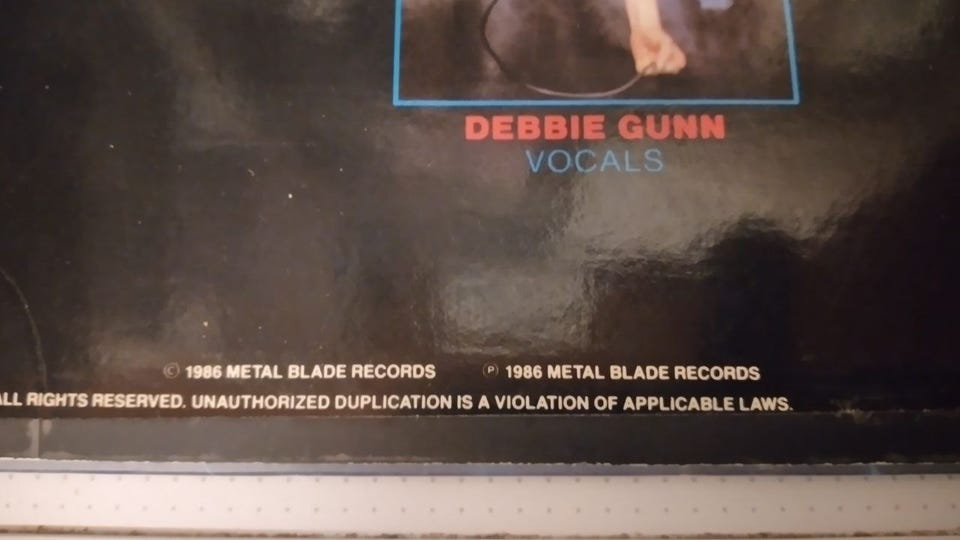 DEBBIE GUNN
VOCALS
© 1986 METAL BLADE RECORDS ℗ 1986 METAL BLADE RECORDS
ALL RIGHTS RESERVED. UNAUTHORIZED DUPLICATION IS A VIOLATION OF APPLICABLE LAWS.